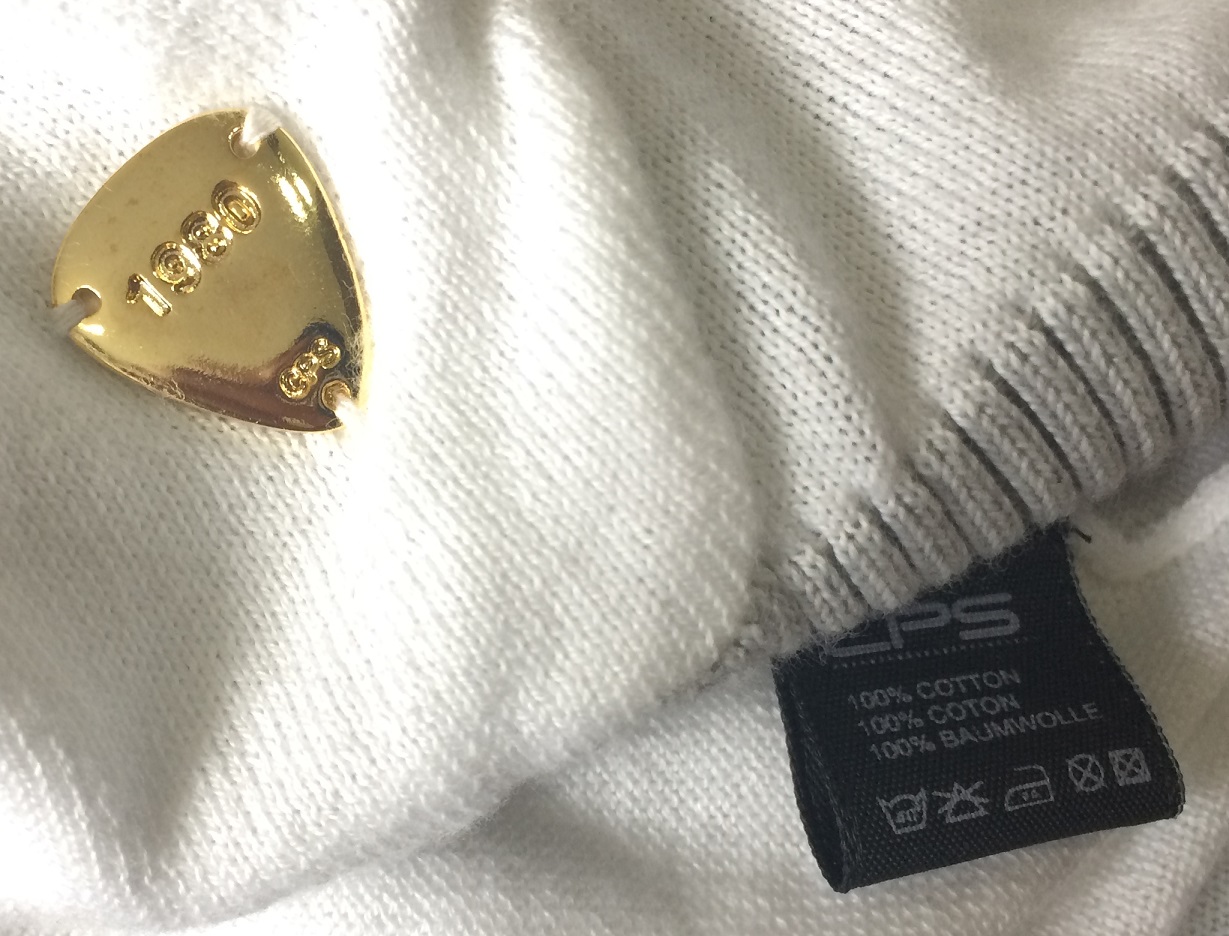 1980
CPS
CPS
100% COTTON
100% COTON
100% BAUMWOLLE